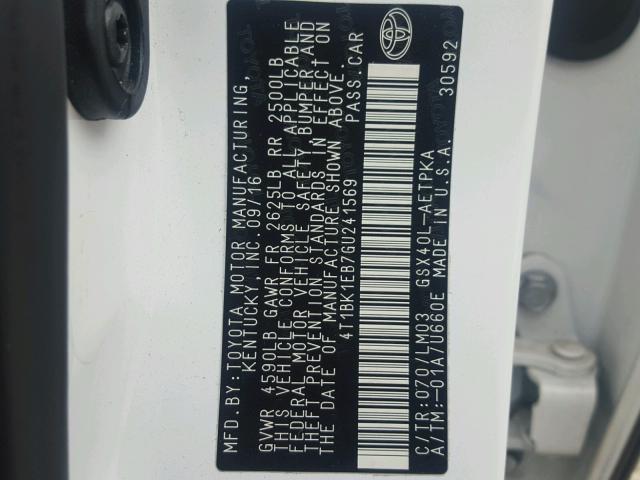 MFD. BY: TOYOTA MOTOR MANUFACTURING,
KENTUCKY, INC. 09/16
GVWR 4590LB GAWR FR 2625LB RR 2500LB
THIS VEHICLE CONFORMS TO ALL APPLICABLE
FEDERAL MOTOR VEHICLE SAFETY, BUMPER, AND
THEFT PREVENTION STANDARDS IN EFFECT ON
THE DATE OF MANUFACTURE SHOWN ABOVE.
4T1BK1EB7GU241569 PASS.CAR
C/TR:070/LM03 GSX40L-AETPKA
A/TM:-01A/U660E MADE IN U.S.A. 30592